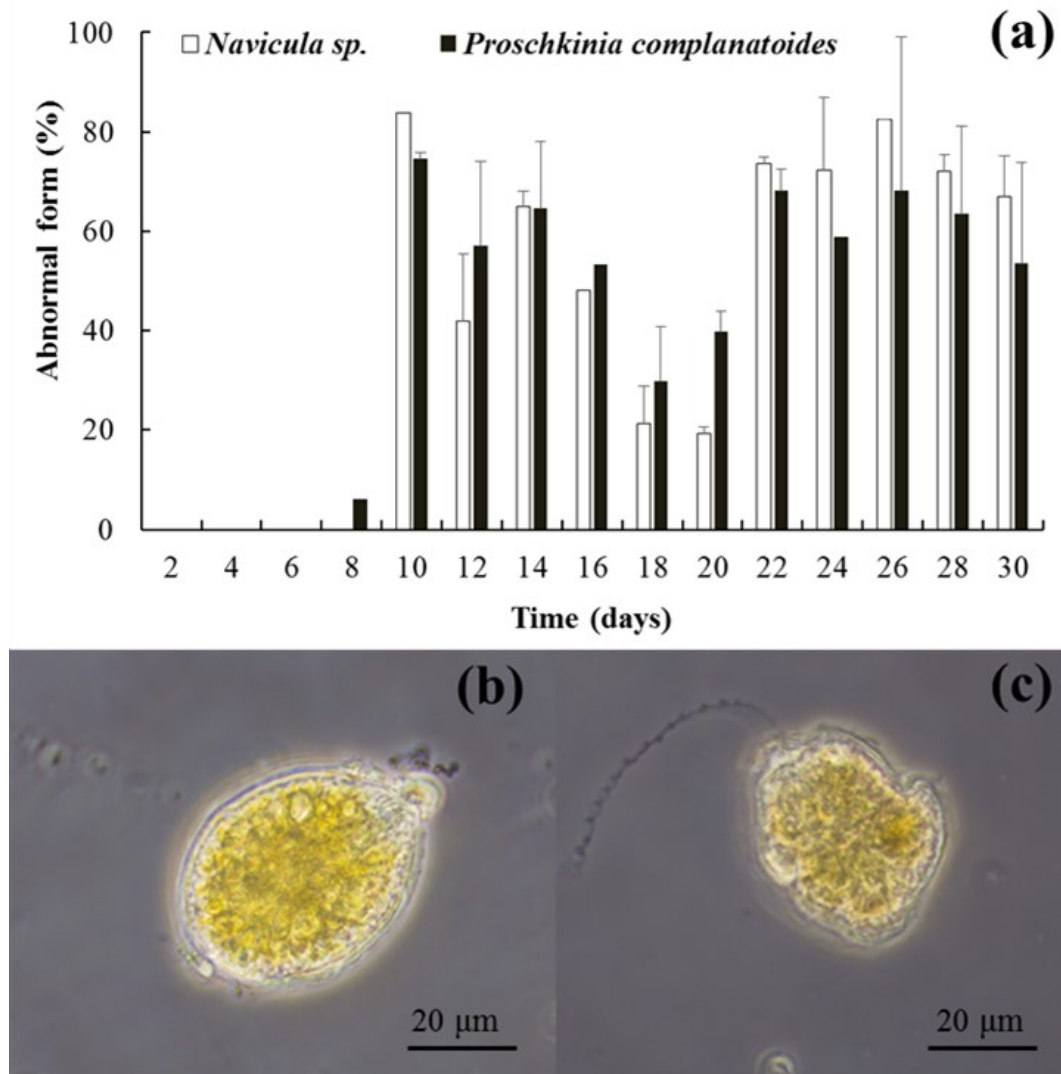 (a)
Navicula sp. Proschkinia complanatoides
Abnormal form (%)
100
80
60
40
20
0
2 4 6 8 10 12 14 16 18 20 22 24 26 28 30
Time (days)
(b) (c)
20 μm 20 μm